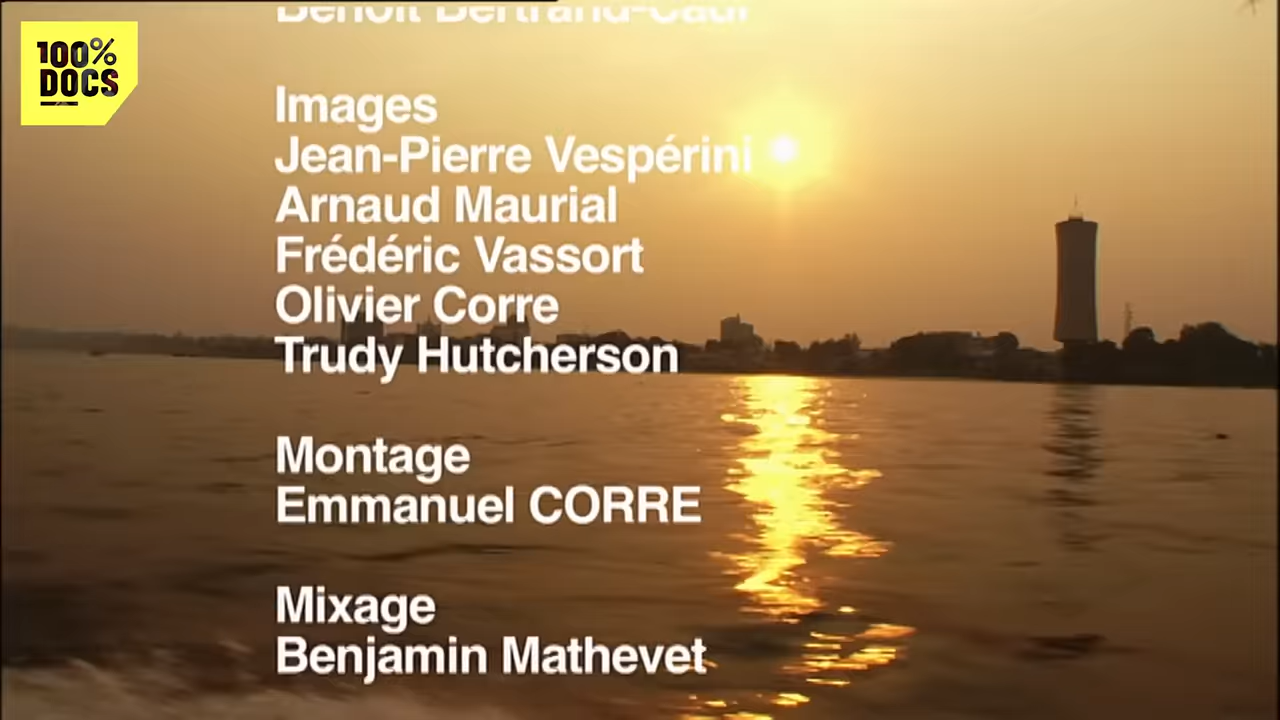 100%
DOCS
Images
Jean-Pierre Vespérini
Arnaud Maurial
Frédéric Vassort
Olivier Corre
Trudy Hutcherson
Montage
Emmanuel CORRE
Mixage
Benjamin Mathevet